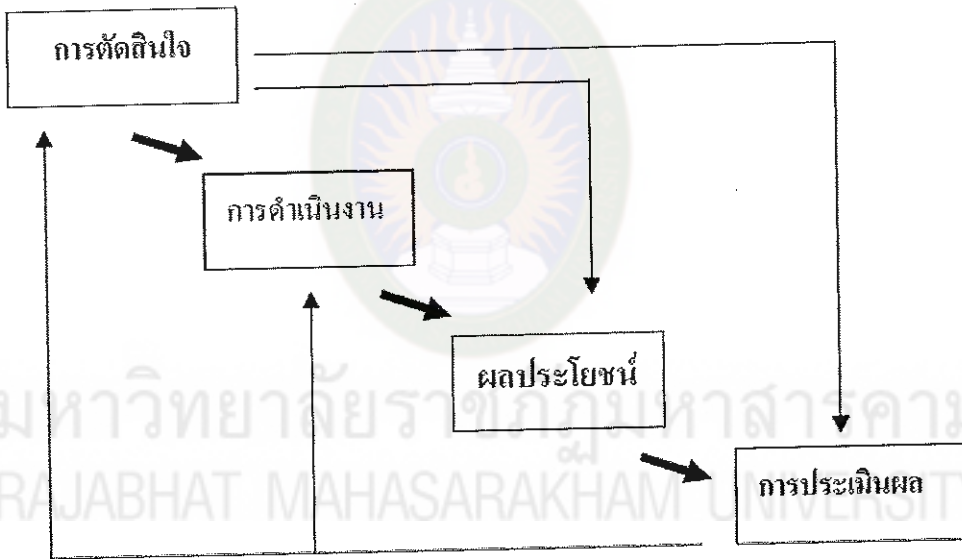 การตัดสินใจ
การดำเนินงาน
ผลประโยชน์
มหาวิทยาลัยราชภัฏมหาสารคาม
RAJABHAT MAHASARAKHAM UNIVERSITY
การประเมินผล